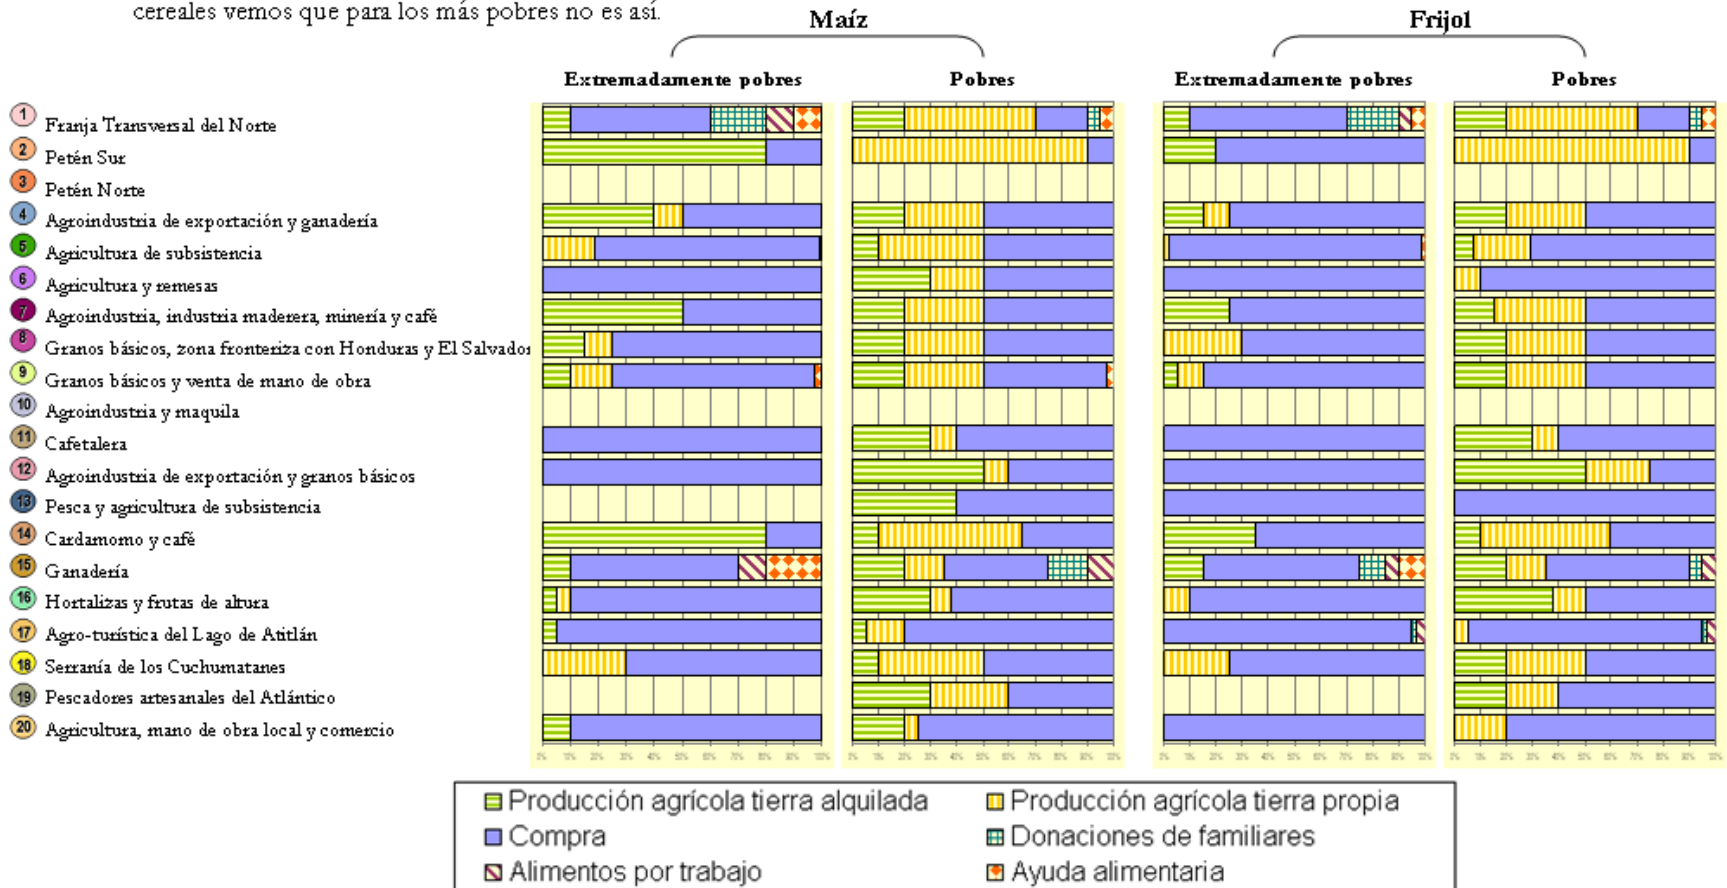 cereales vemos que para los más pobres no es así.
Maíz
Frijol
Extremadamente pobres
Pobres
Extremadamente pobres
Pobres
1 Franja Transversal del Norte
2 Petén Sur
3 Petén Norte
4 Agroindustria de exportación y ganadería
5 Agricultura de subsistencia
6 Agricultura y remesas
7 Agroindustria, industria maderera, minería y café
8 Granos básicos, zona fronteriza con Honduras y El Salvador
9 Granos básicos y venta de mano de obra
10 Agroindustria y maquila
11 Cafetalera
12 Agroindustria de exportación y granos básicos
13 Pesca y agricultura de subsistencia
14 Cardamomo y café
15 Ganadería
16 Hortalizas y frutas de altura
17 Agro-turística del Lago de Atitlán
18 Serranía de los Cuchumatanes
19 Pescadores artesanales del Atlántico
20 Agricultura, mano de obra local y comercio
Producción agrícola tierra alquilada
Producción agrícola tierra propia
Compra
Donaciones de familiares
Alimentos por trabajo
Ayuda alimentaria